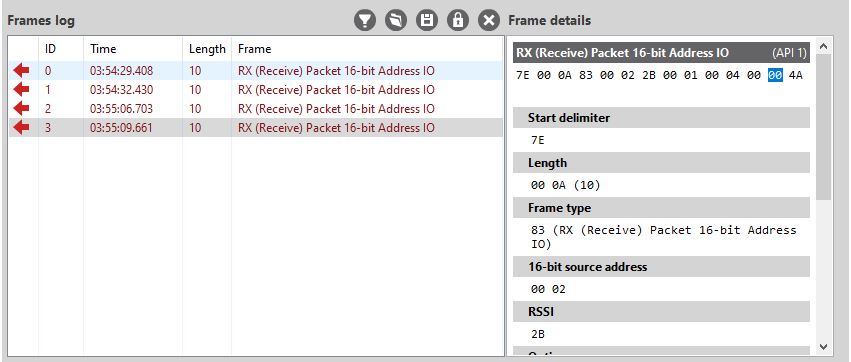 Frames log
ID Time Length Frame
0 03:54:29.408 10 RX (Receive) Packet 16-bit Address IO
1 03:54:32.430 10 RX (Receive) Packet 16-bit Address IO
2 03:55:06.703 10 RX (Receive) Packet 16-bit Address IO
3 03:55:09.661 10 RX (Receive) Packet 16-bit Address IO
Frame details
RX (Receive) Packet 16-bit Address IO (API 1)
7E 00 0A 83 00 02 2B 00 01 00 04 00 00 4A
Start delimiter
7E
Length
00 0A (10)
Frame type
83 (RX (Receive) Packet 16-bit Address
IO)
16-bit source address
00 02
RSSI
2B